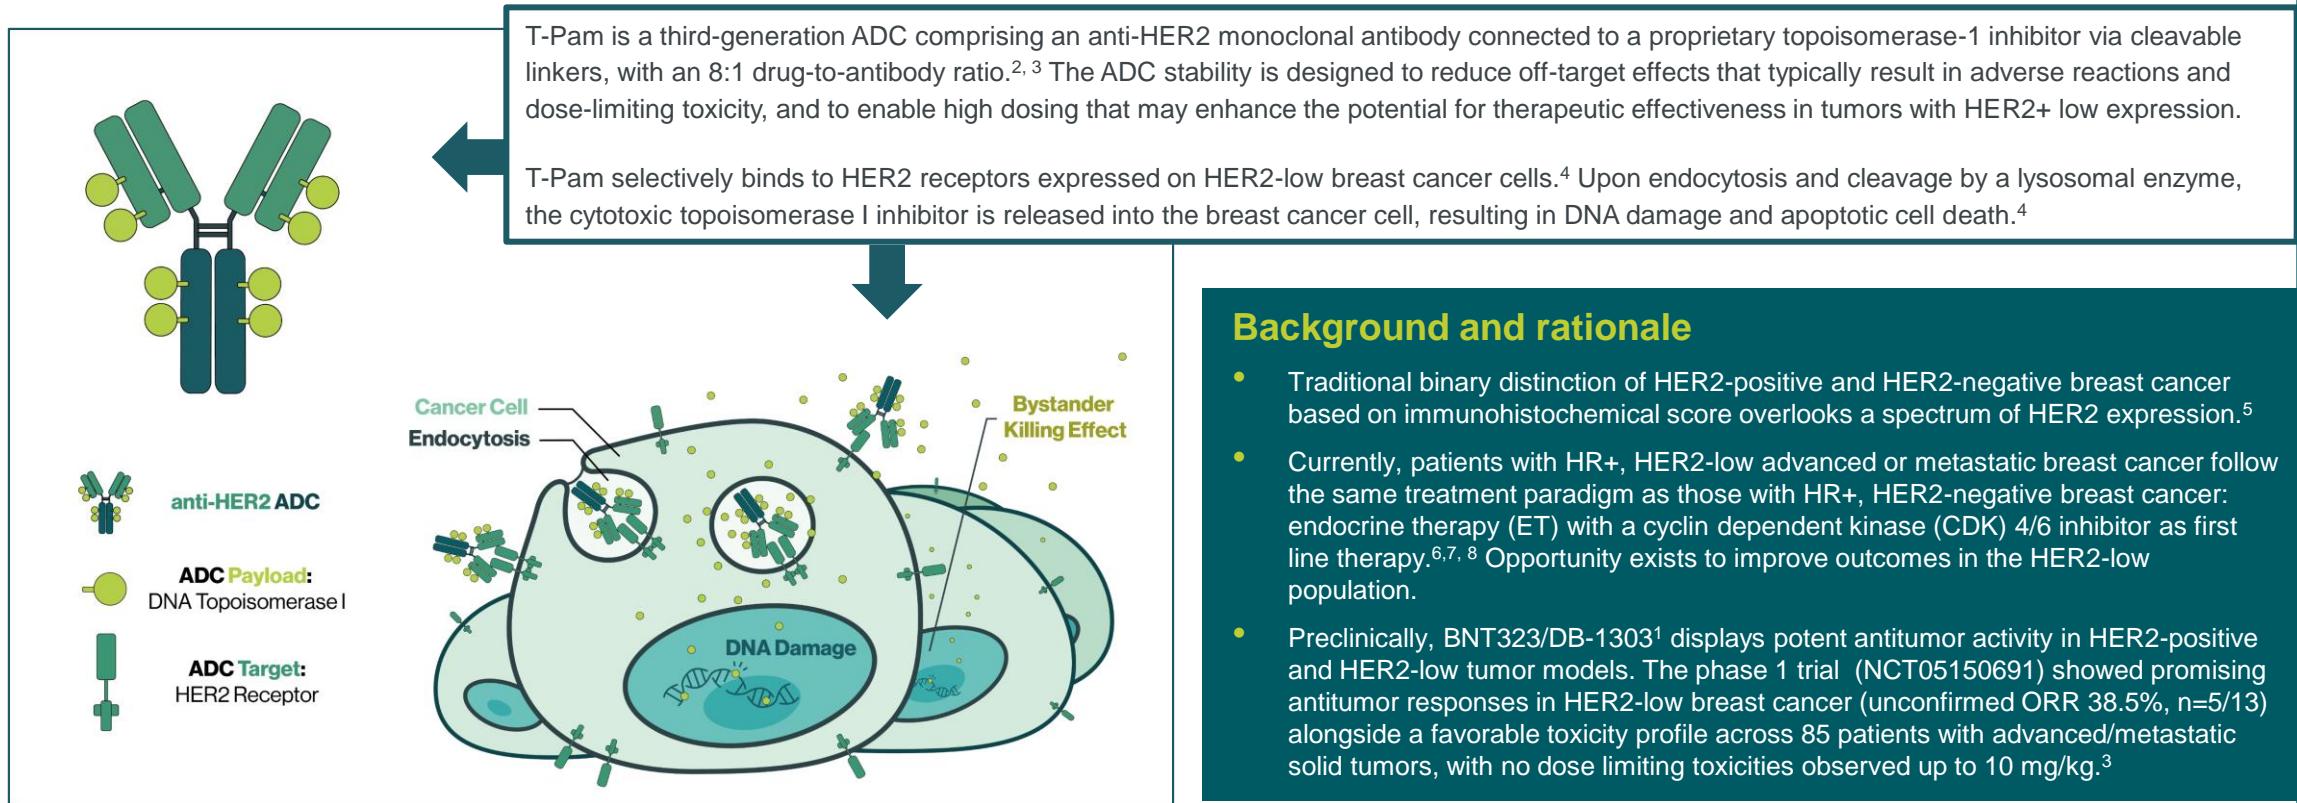 T-Pam is a third-generation ADC comprising an anti-HER2 monoclonal antibody connected to a proprietary topoisomerase-1 inhibitor via cleavable
linkers, with an 8:1 drug-to-antibody ratio.2, 3 The ADC stability is designed to reduce off-target effects that typically result in adverse reactions and
dose-limiting toxicity, and to enable high dosing that may enhance the potential for therapeutic effectiveness in tumors with HER2+ low expression.
T-Pam selectively binds to HER2 receptors expressed on HER2-low breast cancer cells.4 Upon endocytosis and cleavage by a lysosomal enzyme,
the cytotoxic topoisomerase I inhibitor is released into the breast cancer cell, resulting in DNA damage and apoptotic cell death.4
Cancer Cell
Endocytosis
Bystander
Killing Effect
DNA Damage
anti-HER2 ADC
ADC Payload:
DNA Topoisomerase I
ADC Target:
HER2 Receptor
Background and rationale
• Traditional binary distinction of HER2-positive and HER2-negative breast cancer
based on immunohistochemical score overlooks a spectrum of HER2 expression.5
• Currently, patients with HR+, HER2-low advanced or metastatic breast cancer follow
the same treatment paradigm as those with HR+, HER2-negative breast cancer:
endocrine therapy (ET) with a cyclin dependent kinase (CDK) 4/6 inhibitor as first
line therapy.6,7, 8 Opportunity exists to improve outcomes in the HER2-low
population.
• Preclinically, BNT323/DB-13031 displays potent antitumor activity in HER2-positive
and HER2-low tumor models. The phase 1 trial (NCT05150691) showed promising
antitumor responses in HER2-low breast cancer (unconfirmed ORR 38.5%, n=5/13)
alongside a favorable toxicity profile across 85 patients with advanced/metastatic
solid tumors, with no dose limiting toxicities observed up to 10 mg/kg.3